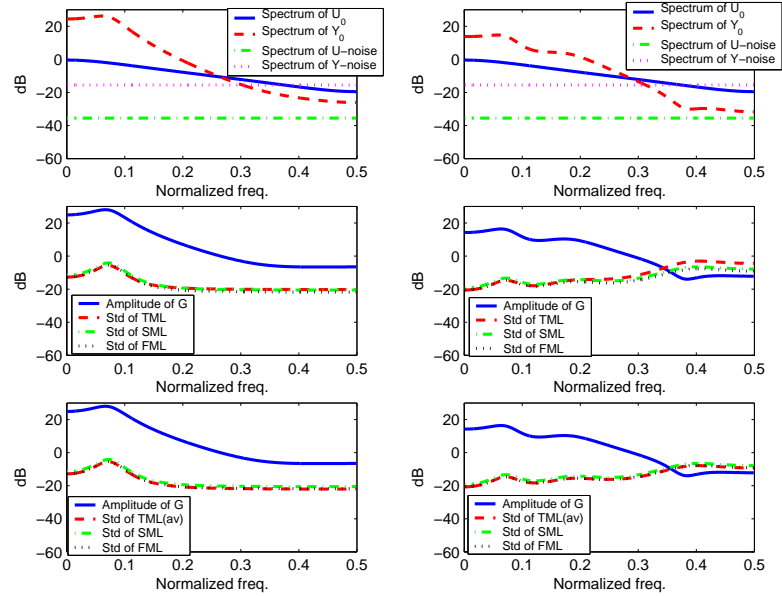 Spectrum of U0
Spectrum of Y0
Spectrum of U−noise
Spectrum of Y−noise
20
0
−20
−40
−60
dB
0 0.1 0.2 0.3 0.4 0.5
Normalized freq.
Spectrum of U0
Spectrum of Y0
Spectrum of U−noise
Spectrum of Y−noise
20
0
−20
−40
−60
dB
0 0.1 0.2 0.3 0.4 0.5
Normalized freq.
20
0
−20
−40
−60
dB
Amplitude of G
Std of TML
Std of SML
Std of FML
0 0.1 0.2 0.3 0.4 0.5
Normalized freq.
20
0
−20
−40
−60
dB
Amplitude of G
Std of TML
Std of SML
Std of FML
0 0.1 0.2 0.3 0.4 0.5
Normalized freq.
20
0
−20
−40
−60
dB
Amplitude of G
Std of TML(av)
Std of SML
Std of FML
0 0.1 0.2 0.3 0.4 0.5
Normalized freq.
20
0
−20
−40
−60
dB
Amplitude of G
Std of TML(av)
Std of SML
Std of FML
0 0.1 0.2 0.3 0.4 0.5
Normalized freq.